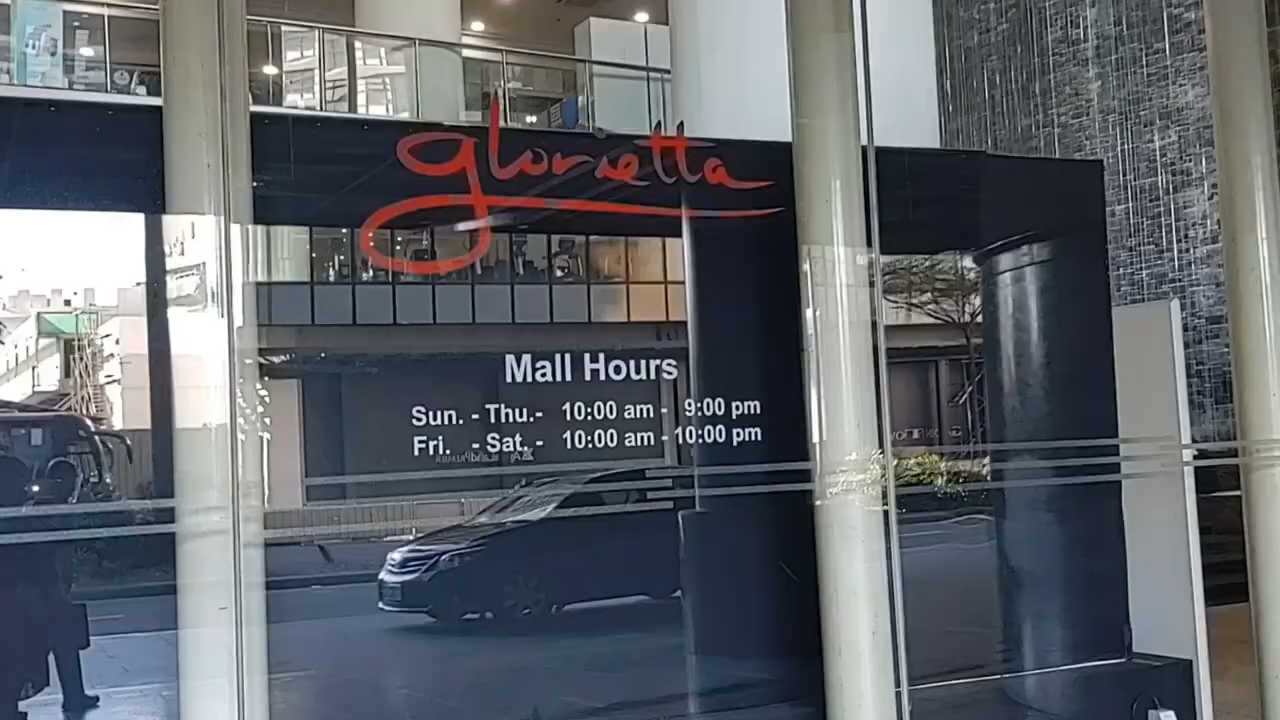 glorietta
Mall Hours
Sun. - Thu.- 10:00 am - 9:00 pm
Fri. - Sat. - 10:00 am - 10:00 pm